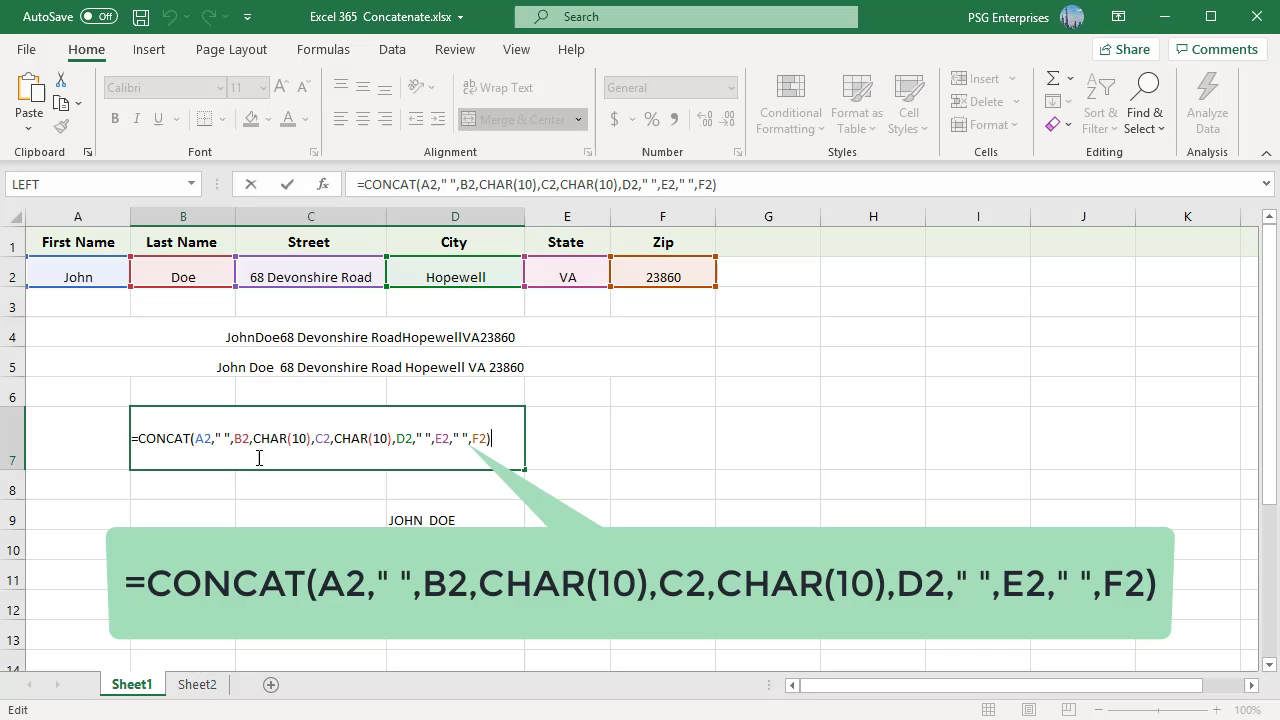 AutoSave Off Excel 365 Concatenate.xlsx Search PSG Enterprises
File Home Insert Page Layout Formulas Data Review View Help Share Comments
Paste Calibri 11 Wrap Text General Conditional Formatting Format as Table Cell Styles Insert Sort & Filter Find & Select Analyze Data
B I U Merge & Center $ % Delete
Format
Clipboard Font Alignment Number Styles Cells Editing Analysis
LEFT fx =CONCAT(A2," ",B2,CHAR(10),C2,CHAR(10),D2," ",E2," ",F2)
A B C D E F G H I J K
1 First Name Last Name Street City State Zip
2 John Doe 68 Devonshire Road Hopewell VA 23860
3
4 JohnDoe68 Devonshire RoadHopewellVA23860
5 John Doe  68 Devonshire Road Hopewell VA 23860
6
7 =CONCAT(A2," ",B2,CHAR(10),C2,CHAR(10),D2," ",E2," ",F2)
8
9 JOHN  DOE
10
=CONCAT(A2," ",B2,CHAR(10),C2,CHAR(10),D2," ",E2," ",F2)
11
12
13
14
Sheet1 Sheet2
Edit 100%